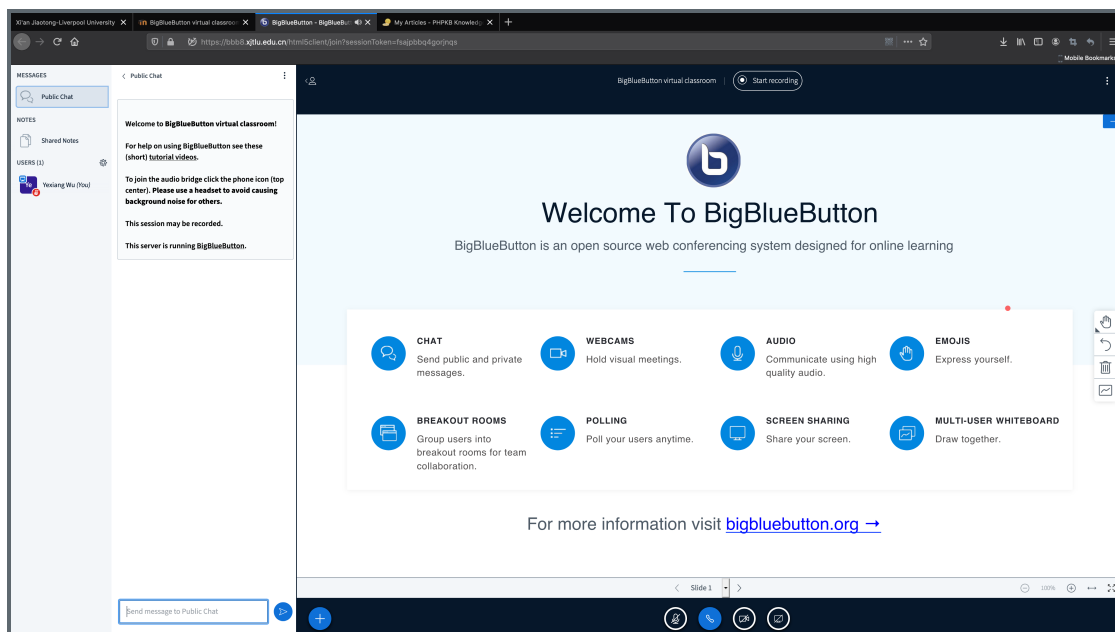 Xi'an Jiaotong-Liverpool University
BigBlueButton virtual classroom
BigBlueButton - BigBlueButt
My Articles - PHPKB Knowledg
https://bbb8.xjtlu.edu.cn/html5client/join?sessionToken=fsajpbbq4gorjnqs
Mobile Bookmarks
MESSAGES
Public Chat
NOTES
Shared Notes
USERS (1)
Ye
Yexiang Wu (You)
Public Chat
Welcome to BigBlueButton virtual classroom!
For help on using BigBlueButton see these
(short) tutorial videos.
To join the audio bridge click the phone icon (top
center). Please use a headset to avoid causing
background noise for others.
This session may be recorded.
This server is running BigBlueButton.
Send message to Public Chat
BigBlueButton virtual classroom
Start recording
Welcome To BigBlueButton
BigBlueButton is an open source web conferencing system designed for online learning
CHAT
Send public and private
messages.
WEBCAMS
Hold visual meetings.
AUDIO
Communicate using high
quality audio.
EMOJIS
Express yourself.
BREAKOUT ROOMS
Group users into
breakout rooms for team
collaboration.
POLLING
Poll your users anytime.
SCREEN SHARING
Share your screen.
MULTI-USER WHITEBOARD
Draw together.
For more information visit bigbluebutton.org →
Slide 1
100%